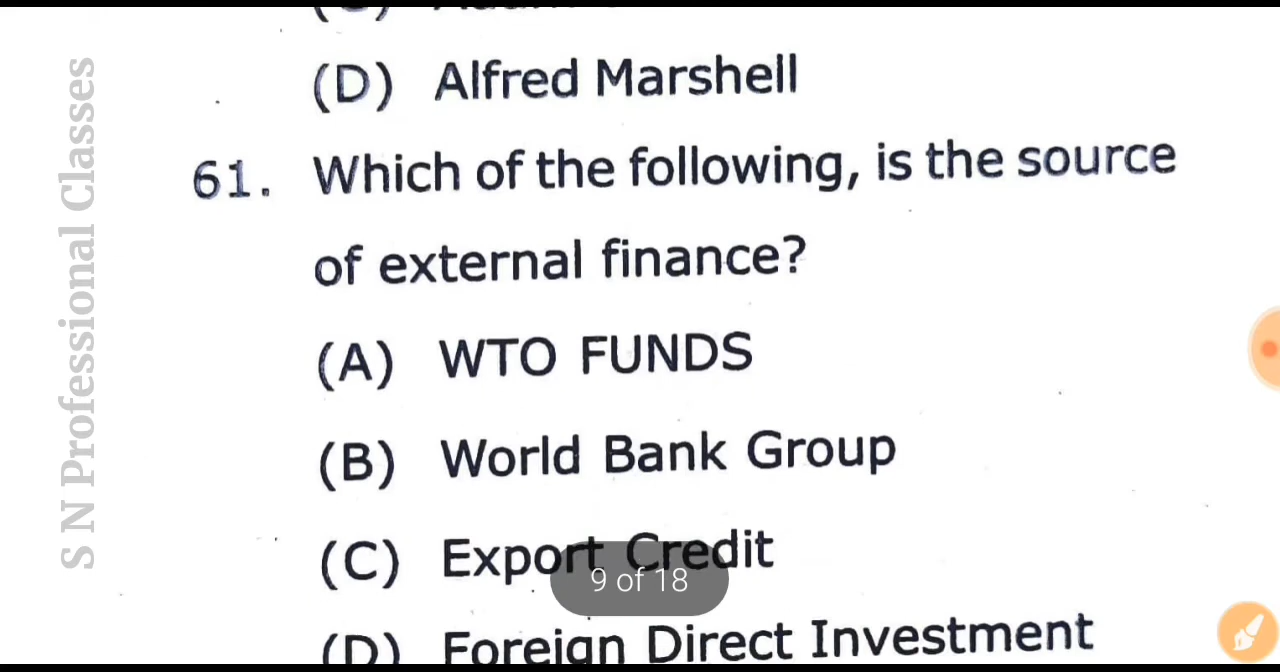 (D) Alfred Marshell
61. Which of the following, is the source
of external finance?
(A) WTO FUNDS
(B) World Bank Group
(C) Export Credit
9 of 18
(D) Foreign Direct Investment
S N Professional Classes